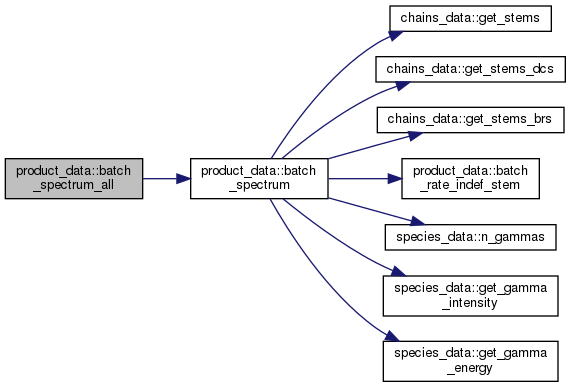 chains_data::get_stems
chains_data::get_stems_dcs
chains_data::get_stems_brs
product_data::batch
_spectrum_all
product_data::batch
_spectrum
product_data::batch
_rate_indef_stem
species_data::n_gammas
species_data::get_gamma
_intensity
species_data::get_gamma
_energy